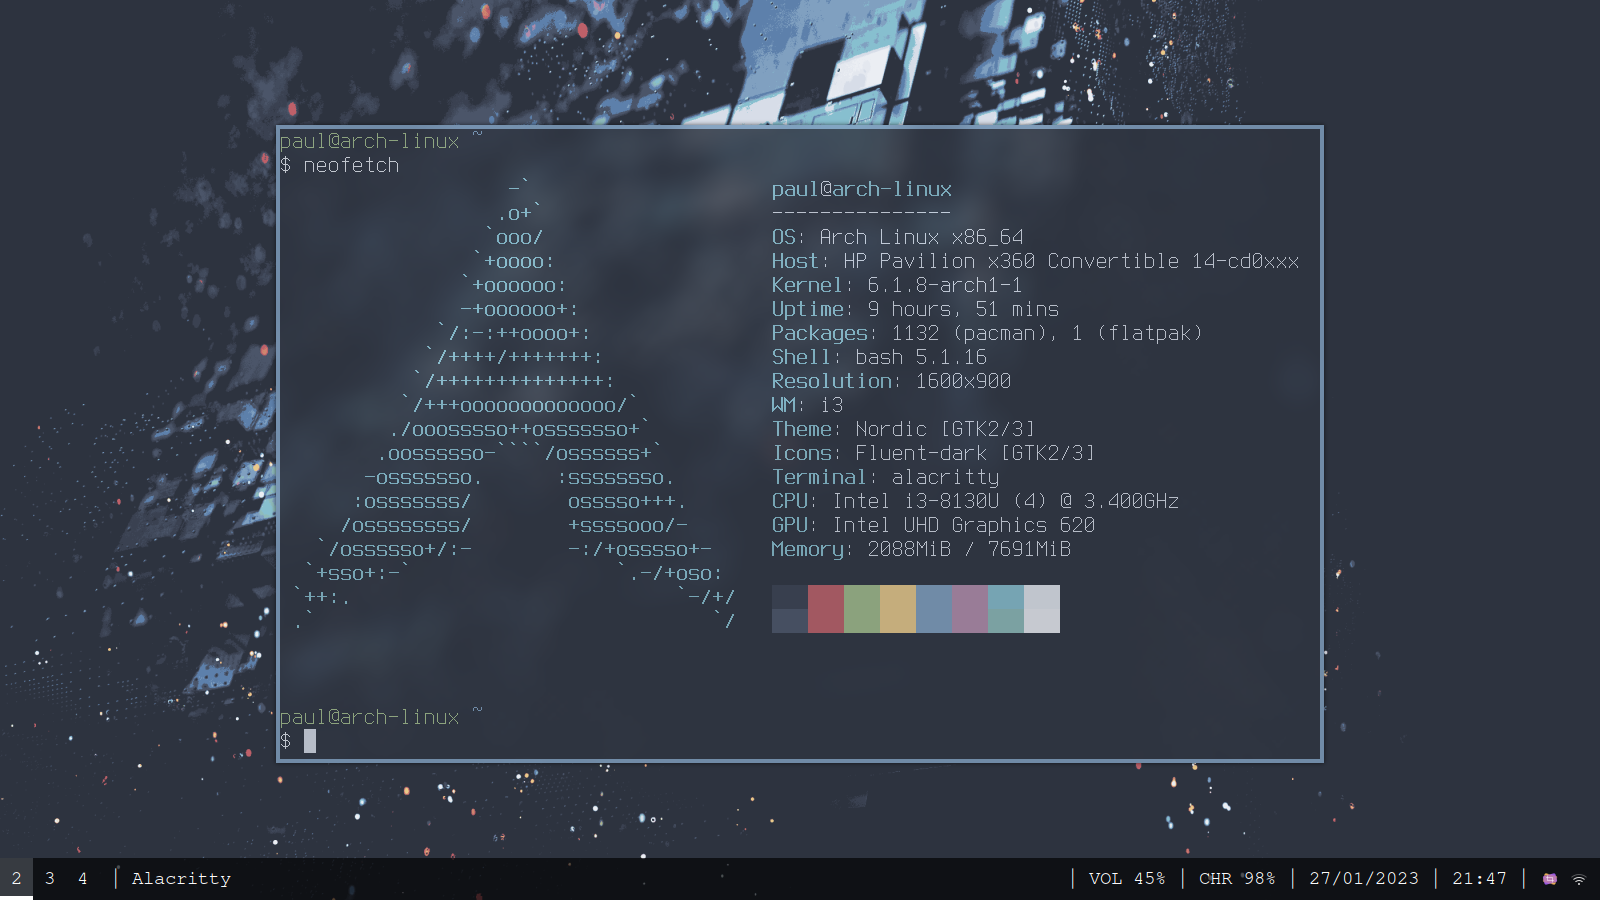 paul@arch-linux ~
$ neofetch
-`
.o+`
`ooo/
`+oooo:
`+oooooo:
-+oooooo+:
`/:-:++oooo+:
`/++++/+++++++:
`/++++++++++++++:
`/+++ooooooooooooo/`
./ooosssso++osssssso+`
.oossssso-````/ossssss+`
-osssssso.      :ssssssso.
:osssssss/        osssso+++.
/ossssssss/        +ssssooo/-
`/ossssso+/:-        -:/+osssso+-
`+sso+:-`                 `.-/+oso:
`++:.                           `-/+/
.`                                 `/
paul@arch-linux
---------------
OS: Arch Linux x86_64
Host: HP Pavilion x360 Convertible 14-cd0xxx
Kernel: 6.1.8-arch1-1
Uptime: 9 hours, 51 mins
Packages: 1132 (pacman), 1 (flatpak)
Shell: bash 5.1.16
Resolution: 1600x900
WM: i3
Theme: Nordic [GTK2/3]
Icons: Fluent-dark [GTK2/3]
Terminal: alacritty
CPU: Intel i3-8130U (4) @ 3.400GHz
GPU: Intel UHD Graphics 620
Memory: 2088MiB / 7691MiB
paul@arch-linux ~
$
2 3 4 | Alacritty | VOL 45% | CHR 98% | 27/01/2023 | 21:47 |